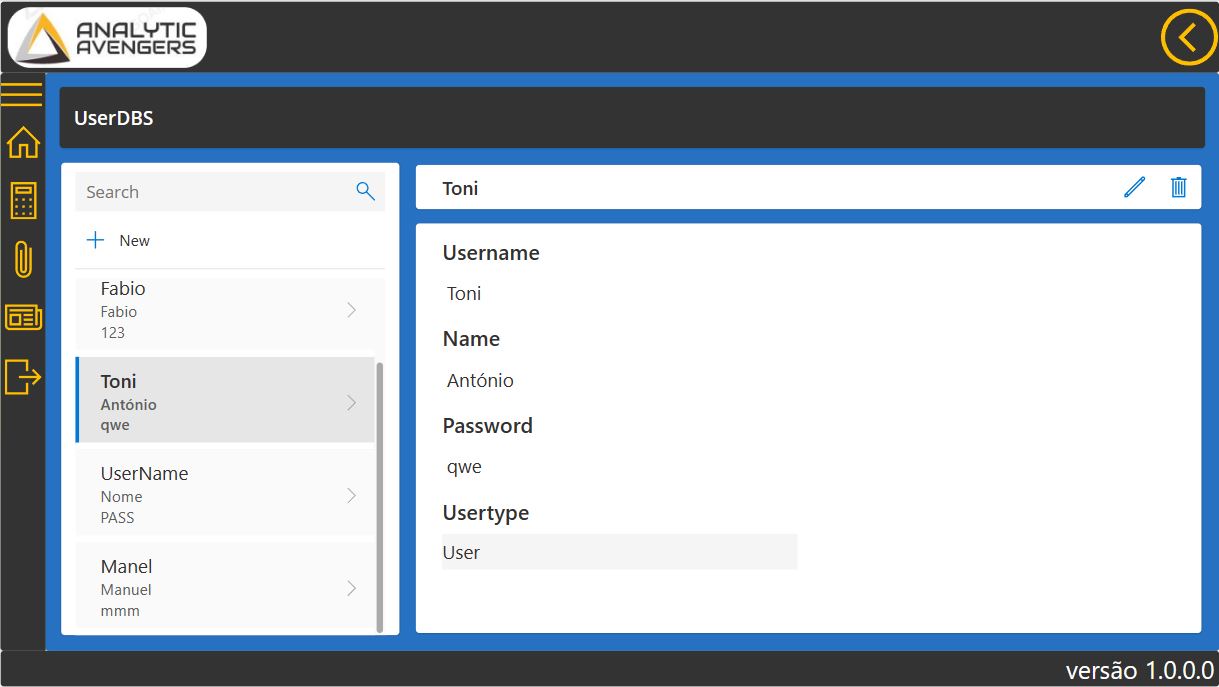 ANALYTIC
AVENGERS
UserDBS
Search
New
Fabio
Fabio
123
Toni
António
qwe
UserName
Nome
PASS
Manel
Manuel
mmm
Toni
Username
Toni
Name
António
Password
qwe
Usertype
User
versão 1.0.0.0